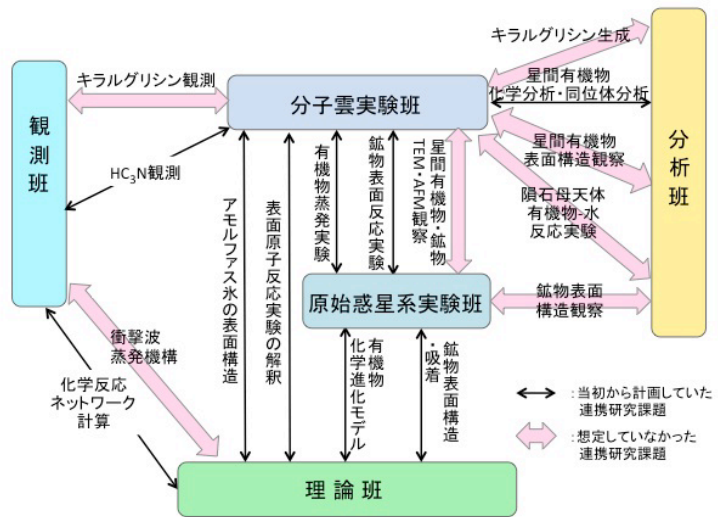 キラルグリシン生成
星間有機物
化学分析・同位体分析
キラルグリシン観測
分子雲実験班
観測班
分析班
星間有機物
表面構造観察
HC₃N観測
隕石母天体
有機物-水
反応実験
アモルファス氷の表面構造
表面原子反応実験の解釈
有機物蒸発実験
鉱物表面反応実験
星間有機物・鉱物
TEM・AFM観察
原始惑星系実験班
鉱物表面
構造観察
衝撃波
蒸発機構
化学反応
ネットワーク
計算
有機物
化学進化モデル
鉱物表面構造
・吸着
:当初から計画していた
連携研究課題
:想定していなかった
連携研究課題
理論班